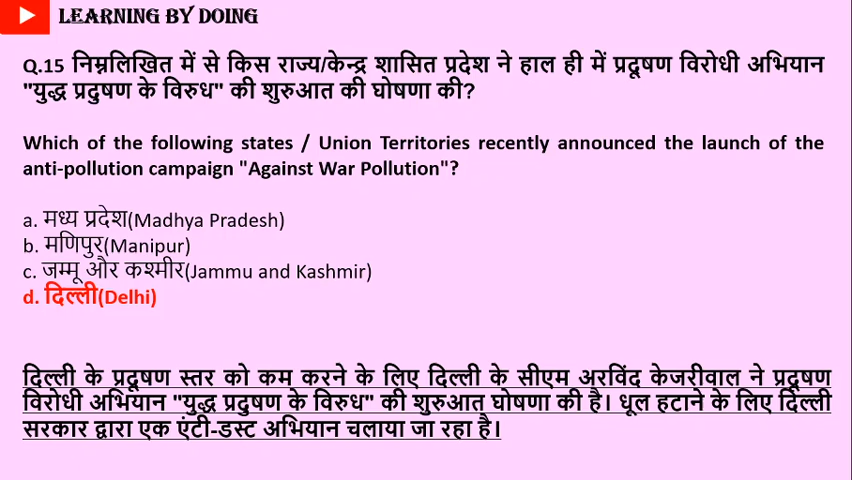 LEARNING BY DOING
Q.15 निम्नलिखित में से किस राज्य/केन्द्र शासित प्रदेश ने हाल ही में प्रदूषण विरोधी अभियान
"युद्ध प्रदुषण के विरुध" की शुरुआत की घोषणा की?
Which of the following states / Union Territories recently announced the launch of the
anti-pollution campaign "Against War Pollution"?
a. मध्य प्रदेश(Madhya Pradesh)
b. मणिपुर(Manipur)
c. जम्मू और कश्मीर(Jammu and Kashmir)
d. दिल्ली(Delhi)
दिल्ली के प्रदूषण स्तर को कम करने के लिए दिल्ली के सीएम अरविंद केजरीवाल ने प्रदूषण
विरोधी अभियान "युद्ध प्रदुषण के विरुध" की शुरुआत घोषणा की है। धूल हटाने के लिए दिल्ली
सरकार द्वारा एक एंटी-डस्ट अभियान चलाया जा रहा है।